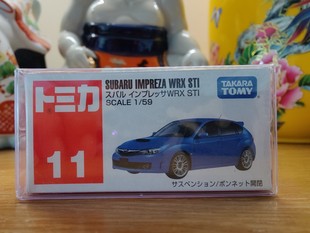 トミカ
11
SUBARU IMPREZA WRX STI
スバル インプレッサWRX STI
SCALE 1/59
TAKARA
TOMY
サスペンション/ボンネット開閉